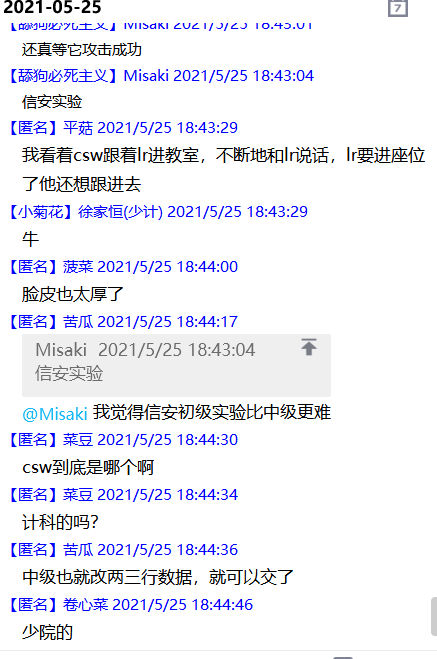 2021-05-25
7
【舔狗必死主义】Misaki 2021/5/25 18:43:01
还真等它攻击成功
【舔狗必死主义】Misaki 2021/5/25 18:43:04
信安实验
【匿名】平菇 2021/5/25 18:43:29
我看着csw跟着lr进教室，不断地和lr说话，lr要进座位
了他还想跟进去
【小菊花】徐家恒(少计) 2021/5/25 18:43:29
牛
【匿名】菠菜 2021/5/25 18:44:00
脸皮也太厚了
【匿名】苦瓜 2021/5/25 18:44:17
Misaki 2021/5/25 18:43:04
信安实验
@Misaki 我觉得信安初级实验比中级更难
【匿名】菜豆 2021/5/25 18:44:30
csw到底是哪个啊
【匿名】菜豆 2021/5/25 18:44:34
计科的吗?
【匿名】苦瓜 2021/5/25 18:44:36
中级也就改两三行数据，就可以交了
【匿名】卷心菜 2021/5/25 18:44:46
少院的